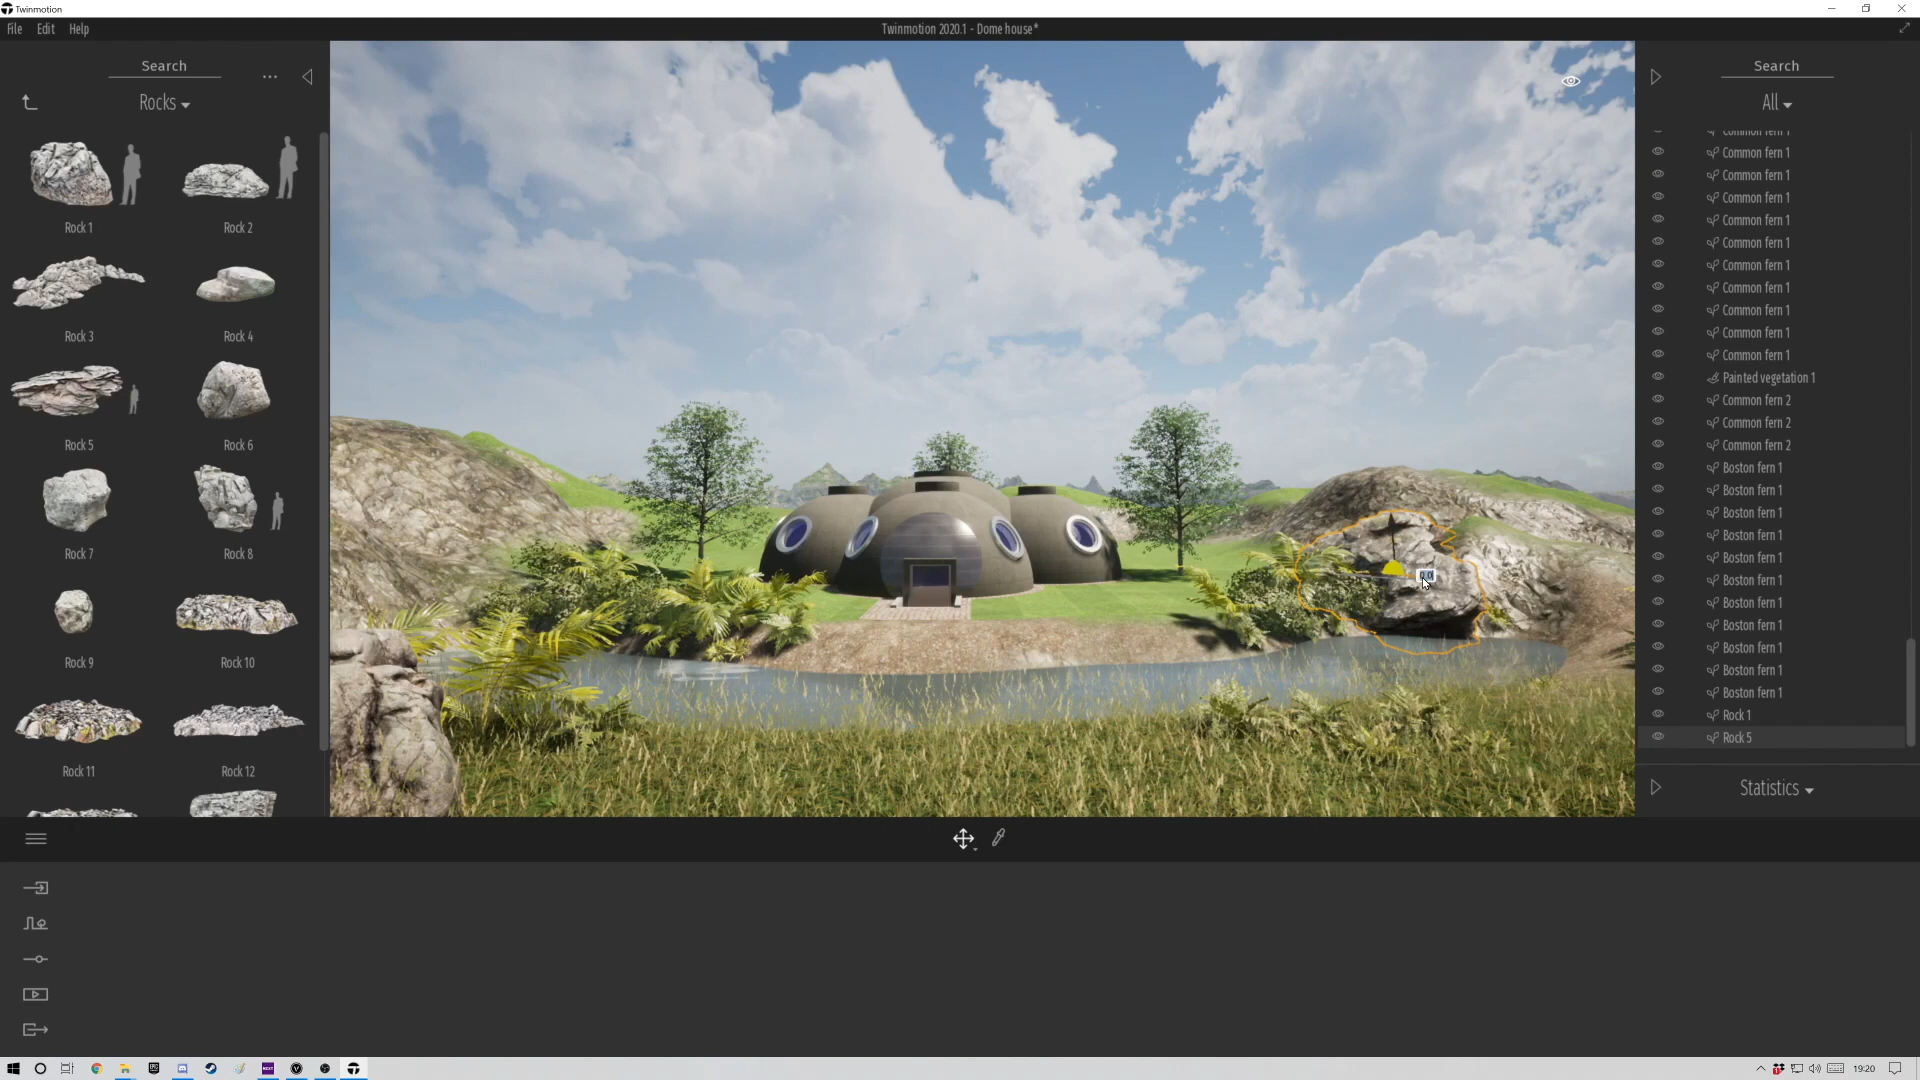 Twinmotion
File Edit Help
Twinmotion 2020.1 - Dome house*
Search
...
Rocks
Rock 1
Rock 2
Rock 3
Rock 4
Rock 5
Rock 6
Rock 7
Rock 8
Rock 9
Rock 10
Rock 11
Rock 12
Search
All
Common fern 1
Common fern 1
Common fern 1
Common fern 1
Common fern 1
Common fern 1
Common fern 1
Common fern 1
Common fern 1
Common fern 1
Common fern 1
Painted vegetation 1
Common fern 2
Common fern 2
Common fern 2
Boston fern 1
Boston fern 1
Boston fern 1
Boston fern 1
Boston fern 1
Boston fern 1
Boston fern 1
Boston fern 1
Boston fern 1
Boston fern 1
Boston fern 1
Rock 1
Rock 5
Statistics
19:20